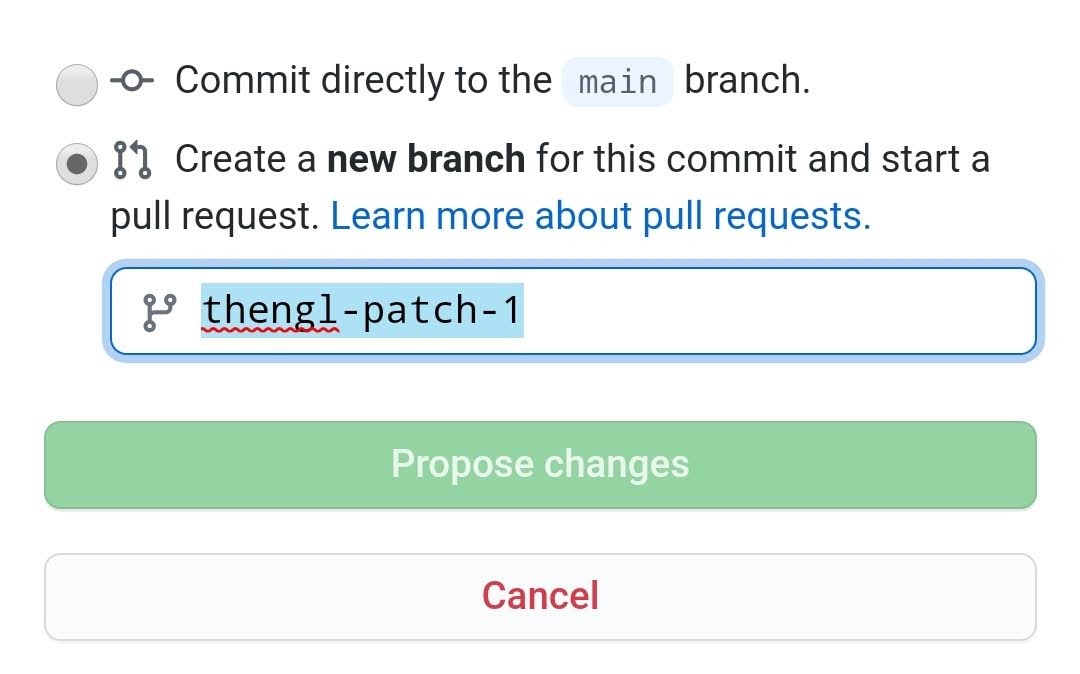 Commit directly to the main branch.
Create a new branch for this commit and start a
pull request. Learn more about pull requests.
thengl-patch-1
Propose changes
Cancel